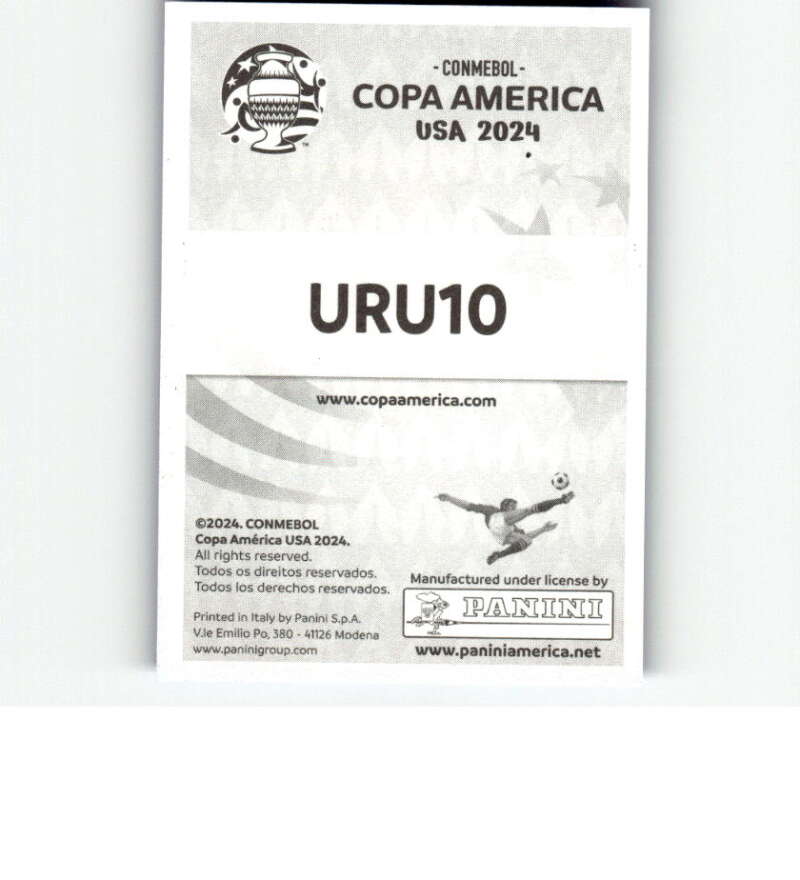 - CONMEBOL -
COPA AMERICA
USA 2024
TM
URU10
www.copaamerica.com
©2024. CONMEBOL
Copa América USA 2024.
All rights reserved.
Todos os direitos reservados.
Todos los derechos reservados.
Printed in Italy by Panini S.p.A.
V.le Emilio Po, 380 - 41126 Modena
www.paninigroup.com
Manufactured under license by
PANINI
www.paniniamerica.net